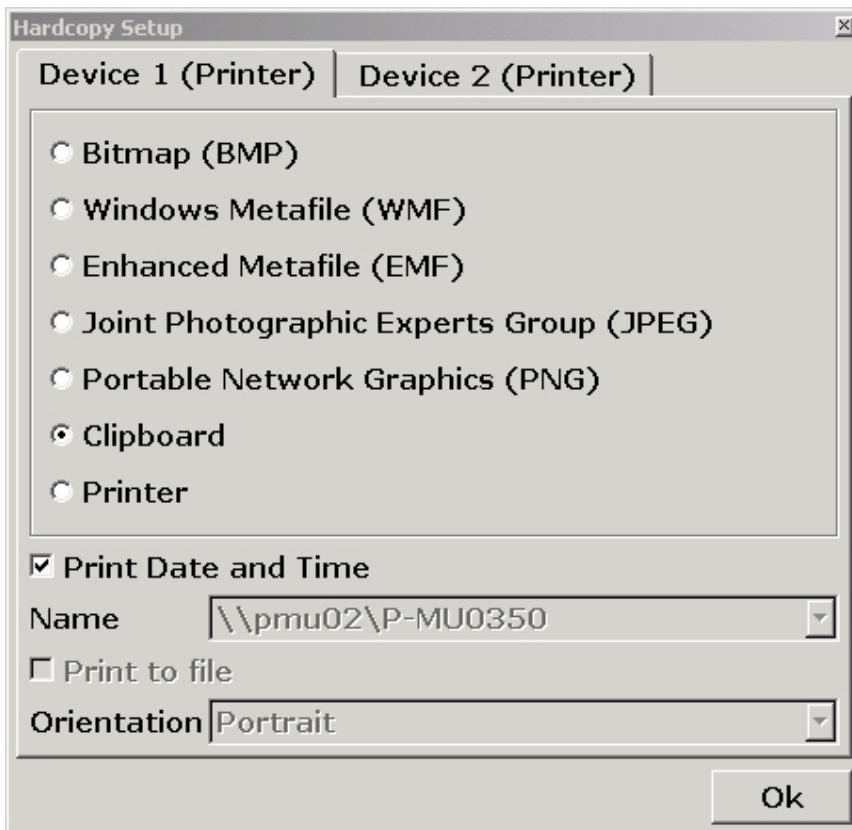 Hardcopy Setup
Device 1 (Printer) Device 2 (Printer)
Bitmap (BMP)
Windows Metafile (WMF)
Enhanced Metafile (EMF)
Joint Photographic Experts Group (JPEG)
Portable Network Graphics (PNG)
Clipboard
Printer
Print Date and Time
Name \\pmu02\P-MU0350
Print to file
Orientation Portrait
Ok